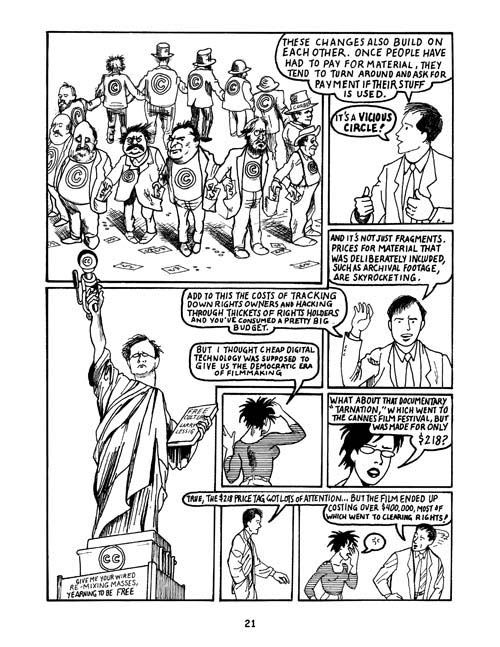 THESE CHANGES ALSO BUILD ON
EACH OTHER. ONCE PEOPLE HAVE
HAD TO PAY FOR MATERIAL, THEY
TEND TO TURN AROUND AND ASK FOR
PAYMENT IF THEIR STUFF
IS USED.
IT'S A VICIOUS
CIRCLE!
AND IT'S NOT JUST FRAGMENTS.
PRICES FOR MATERIAL THAT
WAS DELIBERATELY INCLUDED,
SUCH AS ARCHIVAL FOOTAGE,
ARE SKYROCKETING.
ADD TO THIS THE COSTS OF TRACKING
DOWN RIGHTS OWNERS AND HACKING
THROUGH THICKETS OF RIGHTS HOLDERS
AND YOU'VE CONSUMED A PRETTY BIG
BUDGET.
BUT I THOUGHT CHEAP DIGITAL
TECHNOLOGY WAS SUPPOSED TO
GIVE US THE DEMOCRATIC ERA
OF FILMMAKING
WHAT ABOUT THAT DOCUMENTARY
"TARNATION," WHICH WENT TO
THE CANNES FILM FESTIVAL, BUT
WAS MADE FOR ONLY
$218?
FREE
CULTURE
LARRY
LESSIG
CC
CC
GIVE ME YOUR WIRED
RE-MIXING MASSES,
YEARNING TO BE FREE
TRUE, THE $218 PRICE TAG GOT LOTS OF ATTENTION... BUT THE FILM ENDED UP
COSTING OVER $400,000, MOST OF
WHICH WENT TO CLEARING RIGHTS!
21